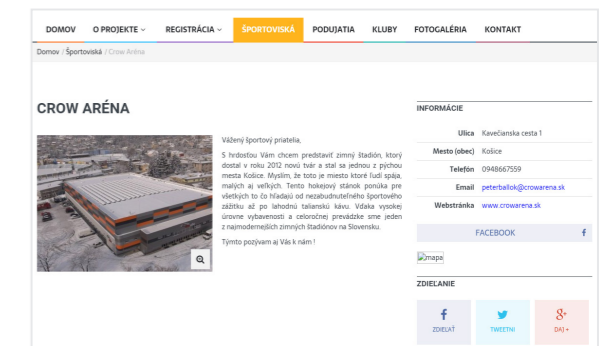 DOMOV O PROJEKTE REGISTRÁCIA ŠPORTOVISKÁ PODUJATIA KLUBY FOTOGALÉRIA KONTAKT
Domov / Športoviská / Crow Aréna
CROW ARÉNA
Vážený športový priatelia,
S hrdosťou Vám chcem predstaviť zimný štadión, ktorý
dostal v roku 2012 novú tvár a stal sa jednou z pýchou
mesta Košice. Myslím, že toto je miesto ktoré ľudí spája,
malých aj veľkých. Tento hokejový stánok ponúka pre
všetkých to čo hľadajú od nezabudnuteľného športového
zážitku až po lahodnú talianskú kávu. Vďaka vysokej
úrovne vybavenosti a celoročnej prevádzke sme jeden
z najmodernejších zimných štadiónov na Slovensku.
Týmto pozývam aj Vás k nám !
INFORMÁCIE
Ulica Kavečianska cesta 1
Mesto (obec) Košice
Telefón 0948667559
Email peterballok@crowarena.sk
Webstránka www.crowarena.sk
FACEBOOK f
mapa
ZDIEĽANIE
ZDIEĽAŤ TWEETNI DAJ +